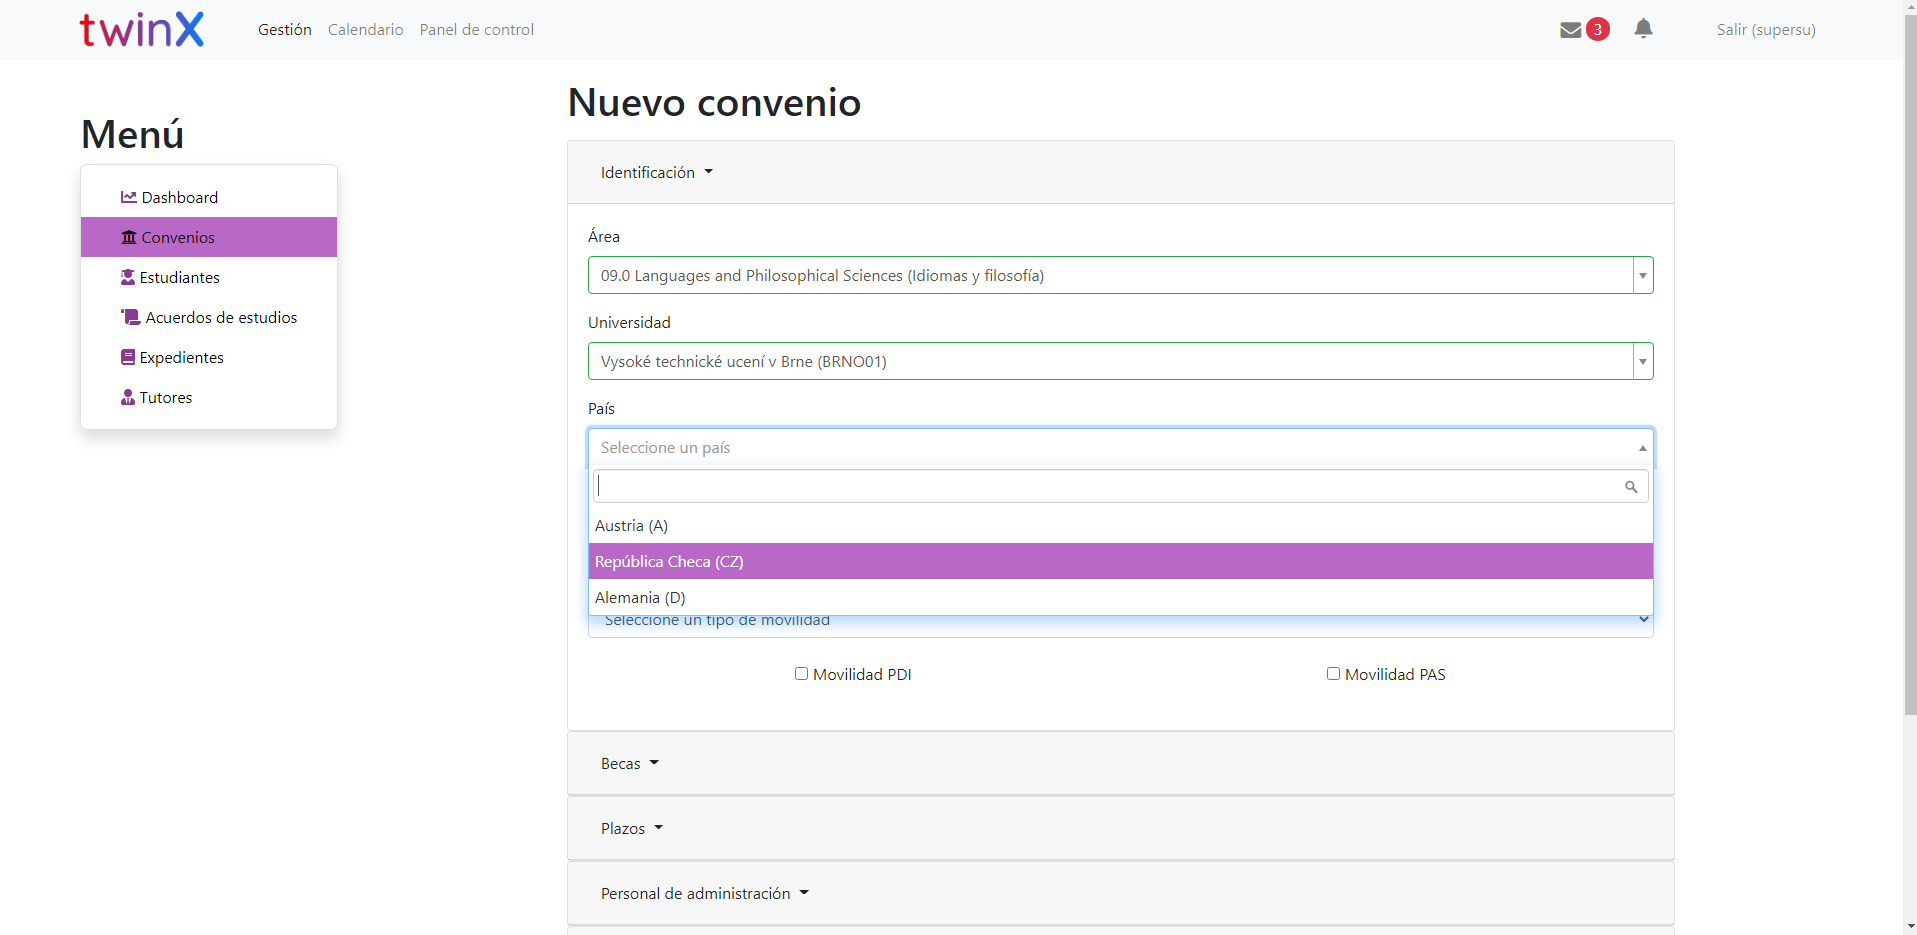 twinX
Gestión
Calendario
Panel de control
3
Salir (supersu)
Menú
Dashboard
Convenios
Estudiantes
Acuerdos de estudios
Expedientes
Tutores
Nuevo convenio
Identificación
Área
09.0 Languages and Philosophical Sciences (Idiomas y filosofía)
Universidad
Vysoké technické ucení v Brne (BRNO01)
País
Seleccione un país
Austria (A)
República Checa (CZ)
Alemania (D)
Seleccione un tipo de movilidad
Movilidad PDI
Movilidad PAS
Becas
Plazos
Personal de administración